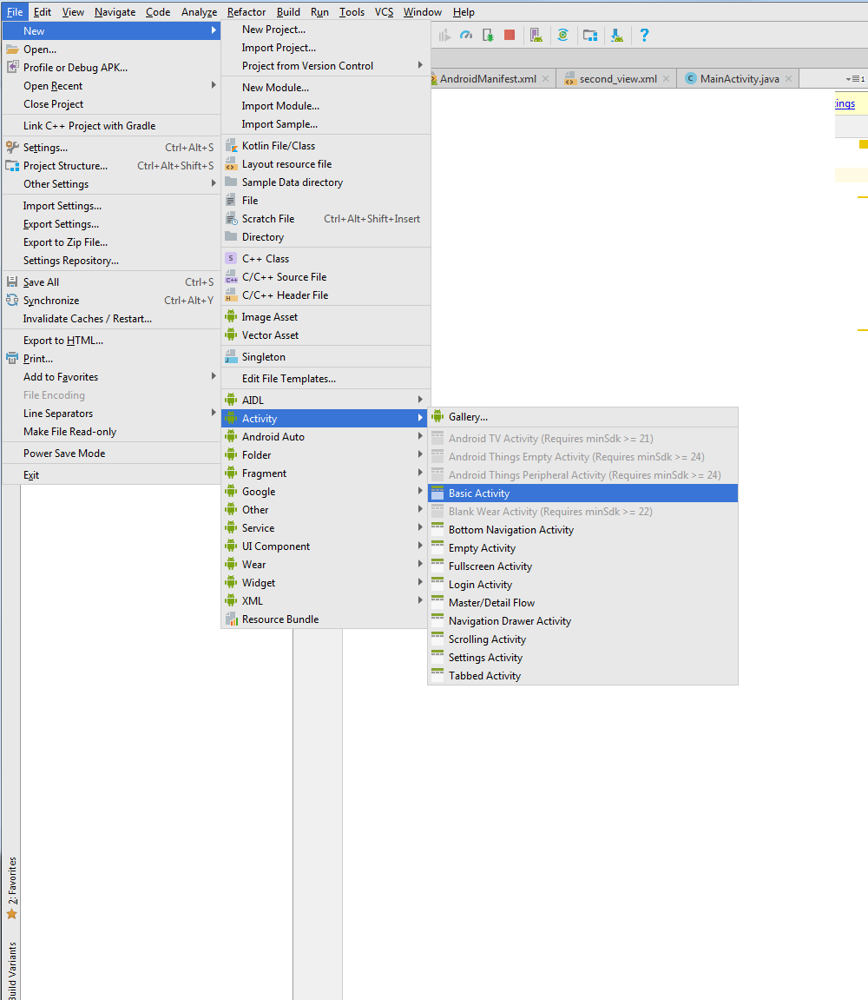 File Edit View Navigate Code Analyze Refactor Build Run Tools VCS Window Help
New
Open...
Profile or Debug APK...
Open Recent
Close Project
Link C++ Project with Gradle
Settings... Ctrl+Alt+S
Project Structure... Ctrl+Alt+Shift+S
Other Settings
Import Settings...
Export Settings...
Export to Zip File...
Settings Repository...
Save All Ctrl+S
Synchronize Ctrl+Alt+Y
Invalidate Caches / Restart...
Export to HTML...
Print...
Add to Favorites
File Encoding
Line Separators
Make File Read-only
Power Save Mode
Exit
New Project...
Import Project...
Project from Version Control
New Module...
Import Module...
Import Sample...
Kotlin File/Class
Layout resource file
Sample Data directory
File
Scratch File Ctrl+Alt+Shift+Insert
Directory
C++ Class
C/C++ Source File
C/C++ Header File
Image Asset
Vector Asset
Singleton
Edit File Templates...
AIDL
Activity
Android Auto
Folder
Fragment
Google
Other
Service
UI Component
Wear
Widget
XML
Resource Bundle
Gallery...
Android TV Activity (Requires minSdk >= 21)
Android Things Empty Activity (Requires minSdk >= 24)
Android Things Peripheral Activity (Requires minSdk >= 24)
Basic Activity
Blank Wear Activity (Requires minSdk >= 22)
Bottom Navigation Activity
Empty Activity
Fullscreen Activity
Login Activity
Master/Detail Flow
Navigation Drawer Activity
Scrolling Activity
Settings Activity
Tabbed Activity
AndroidManifest.xml second_view.xml MainActivity.java 1
ings
2: Favorites
Build Variants